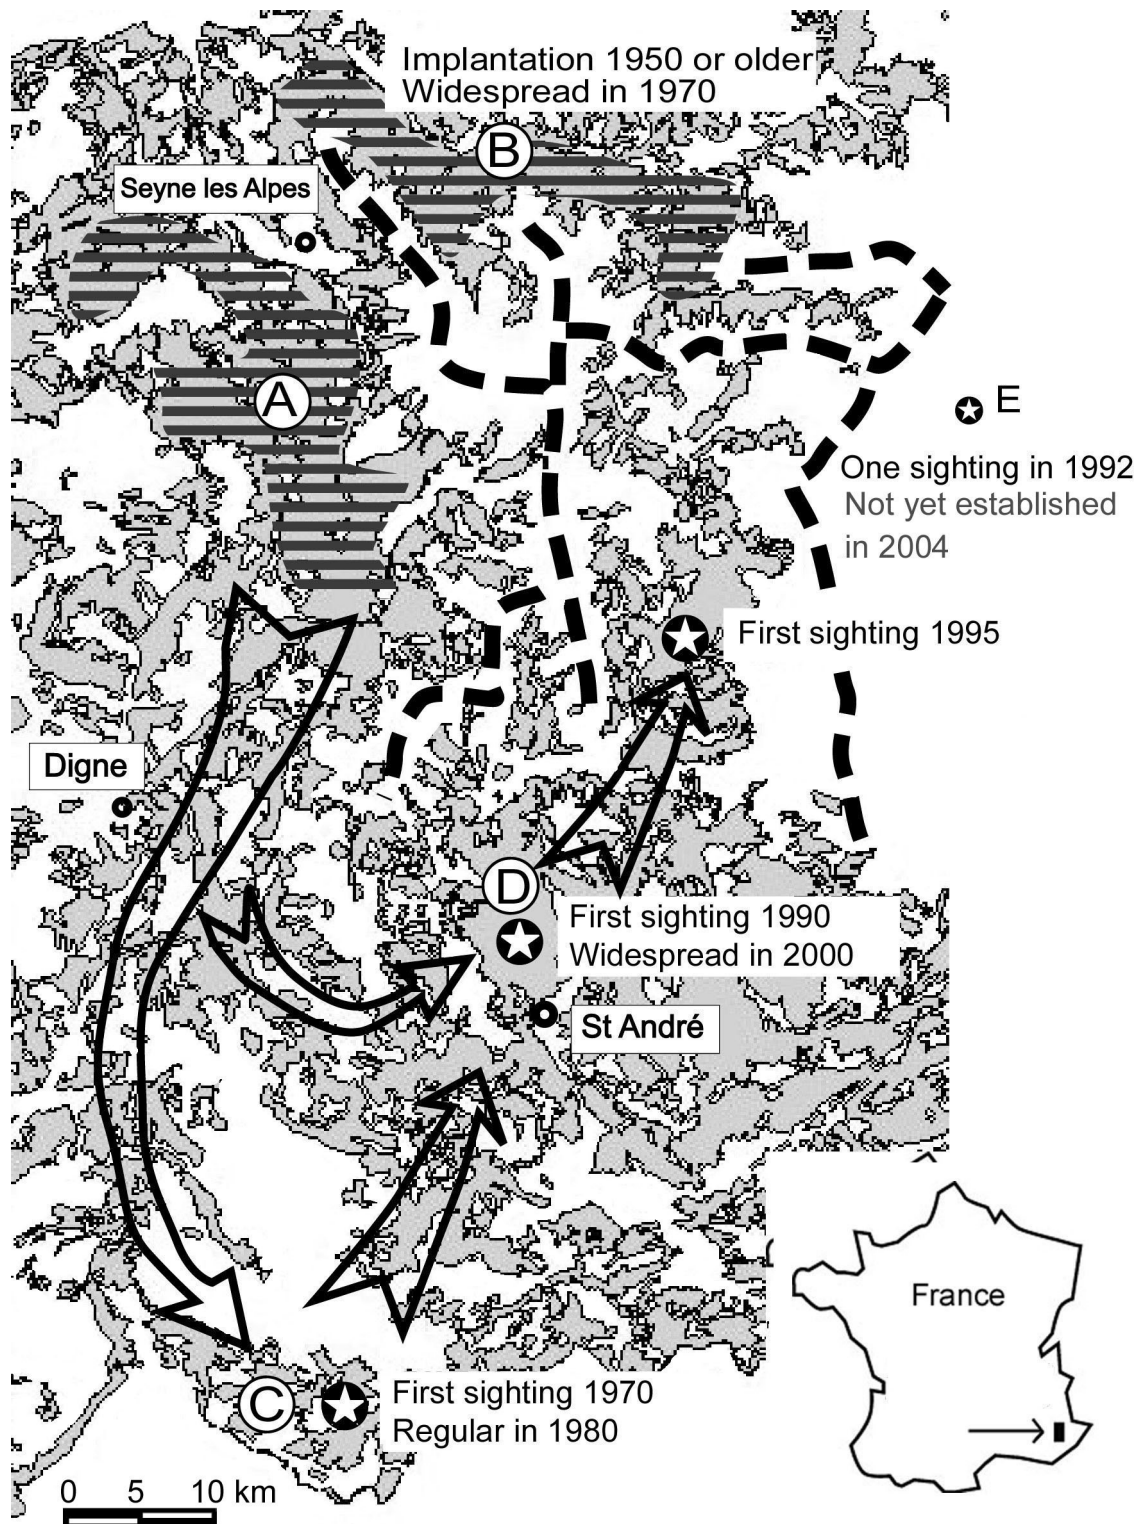 Implantation 1950 or older
Widespread in 1970
B
Seyne les Alpes
A
E
One sighting in 1992
Not yet established
in 2004
First sighting 1995
Digne
D
First sighting 1990
Widespread in 2000
St André
France
C
First sighting 1970
Regular in 1980
0 5 10 km